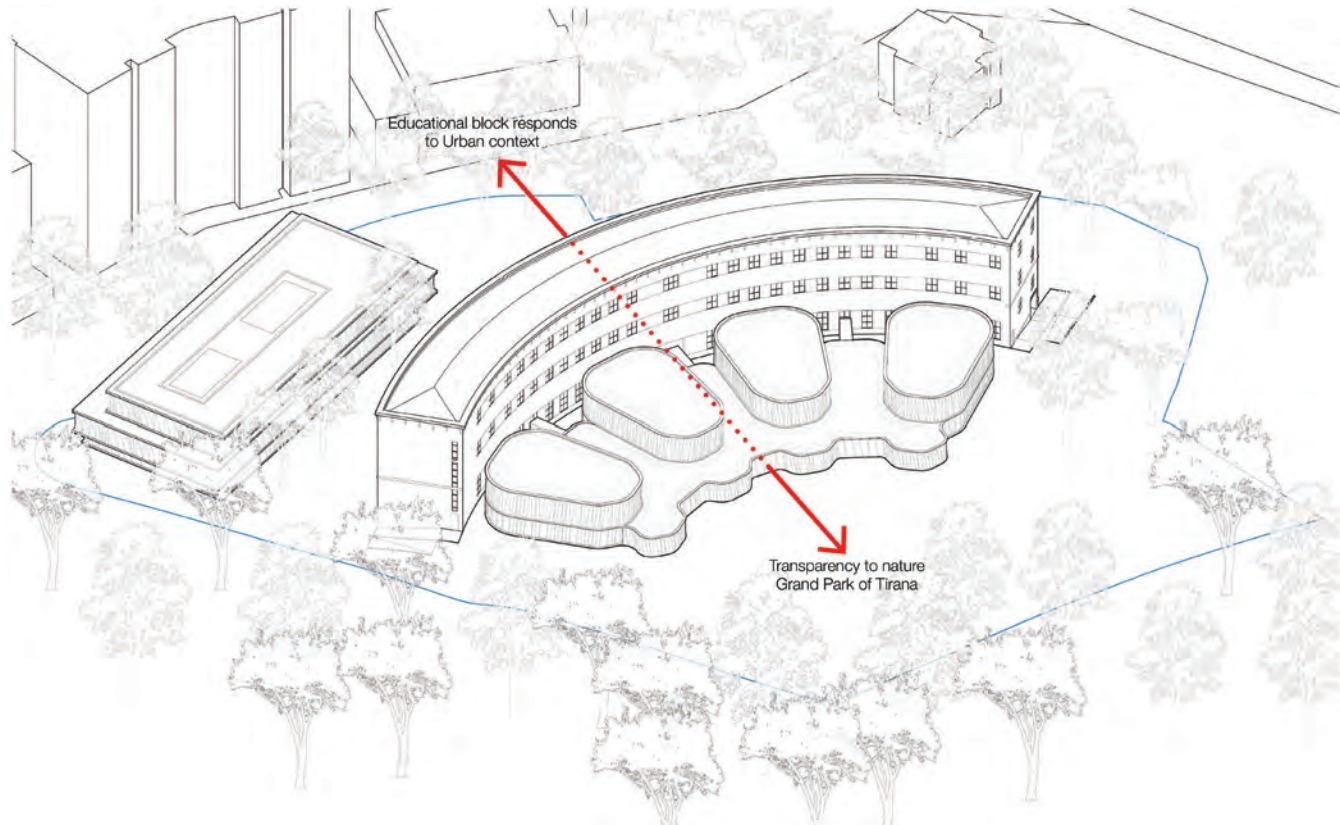 Educational block responds
to Urban context
Transparency to nature
Grand Park of Tirana